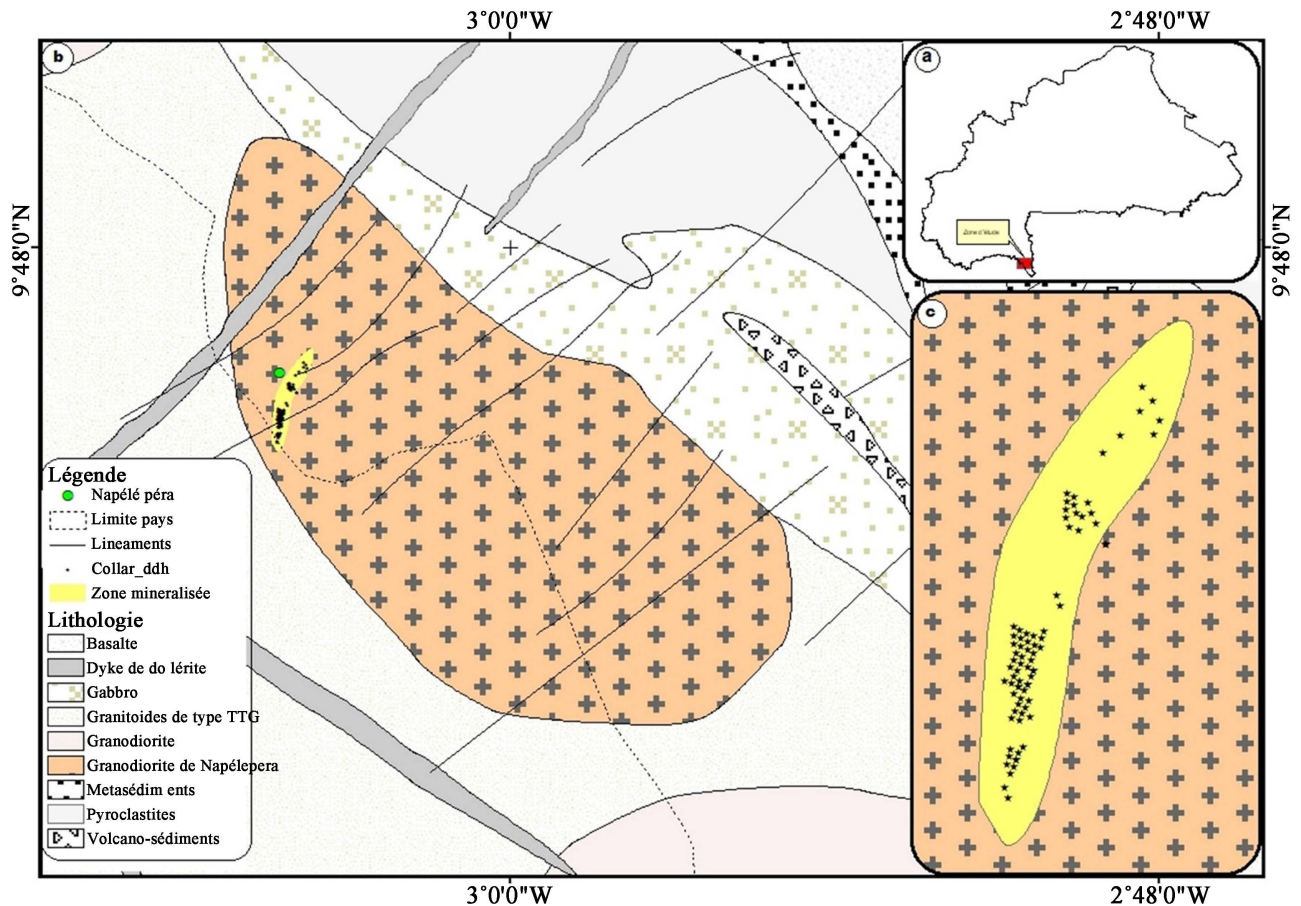 3°0'0"W
2°48'0"W
b
a
9°48'0"N
9°48'0"N
Zone d'étude
c
Légende
Napélé péra
Limite pays
Lineaments
Collar_ddh
Zone mineralisée
Lithologie
Basalte
Dyke de do lérite
Gabbro
Granitoides de type TTG
Granodiorite
Granodiorite de Napélepera
Metasédim ents
Pyroclastites
Volcano-sédiments
3°0'0"W
2°48'0"W